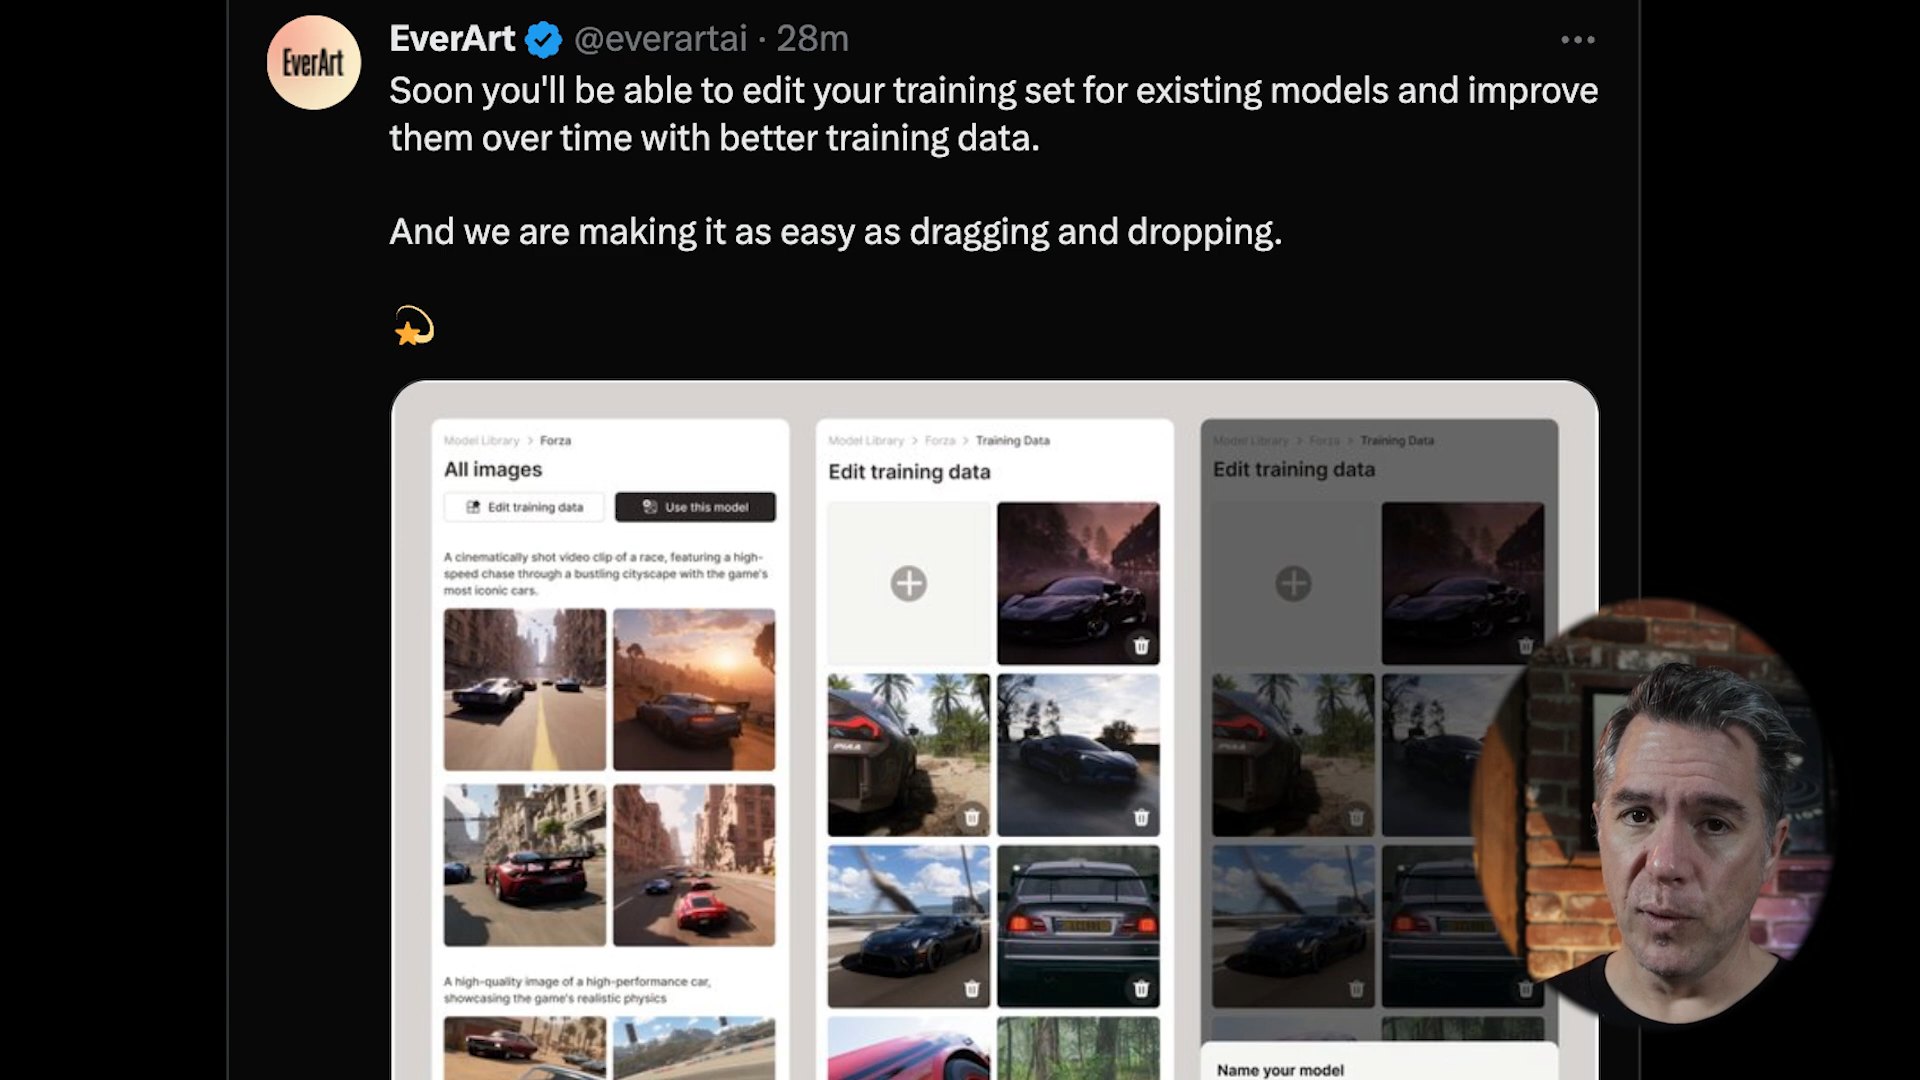 EverArt
EverArt @everartai · 28m
Soon you'll be able to edit your training set for existing models and improve
them over time with better training data.
And we are making it as easy as dragging and dropping.
Model Library > Forza
All images
Edit training data
Use this model
A cinematically shot video clip of a race, featuring a high-
speed chase through a bustling cityscape with the game's
most iconic cars.
A high-quality image of a high-performance car,
showcasing the game's realistic physics
Model Library > Forza > Training Data
Edit training data
PIAA
Model Library > Forza > Training Data
Edit training data
Name your model